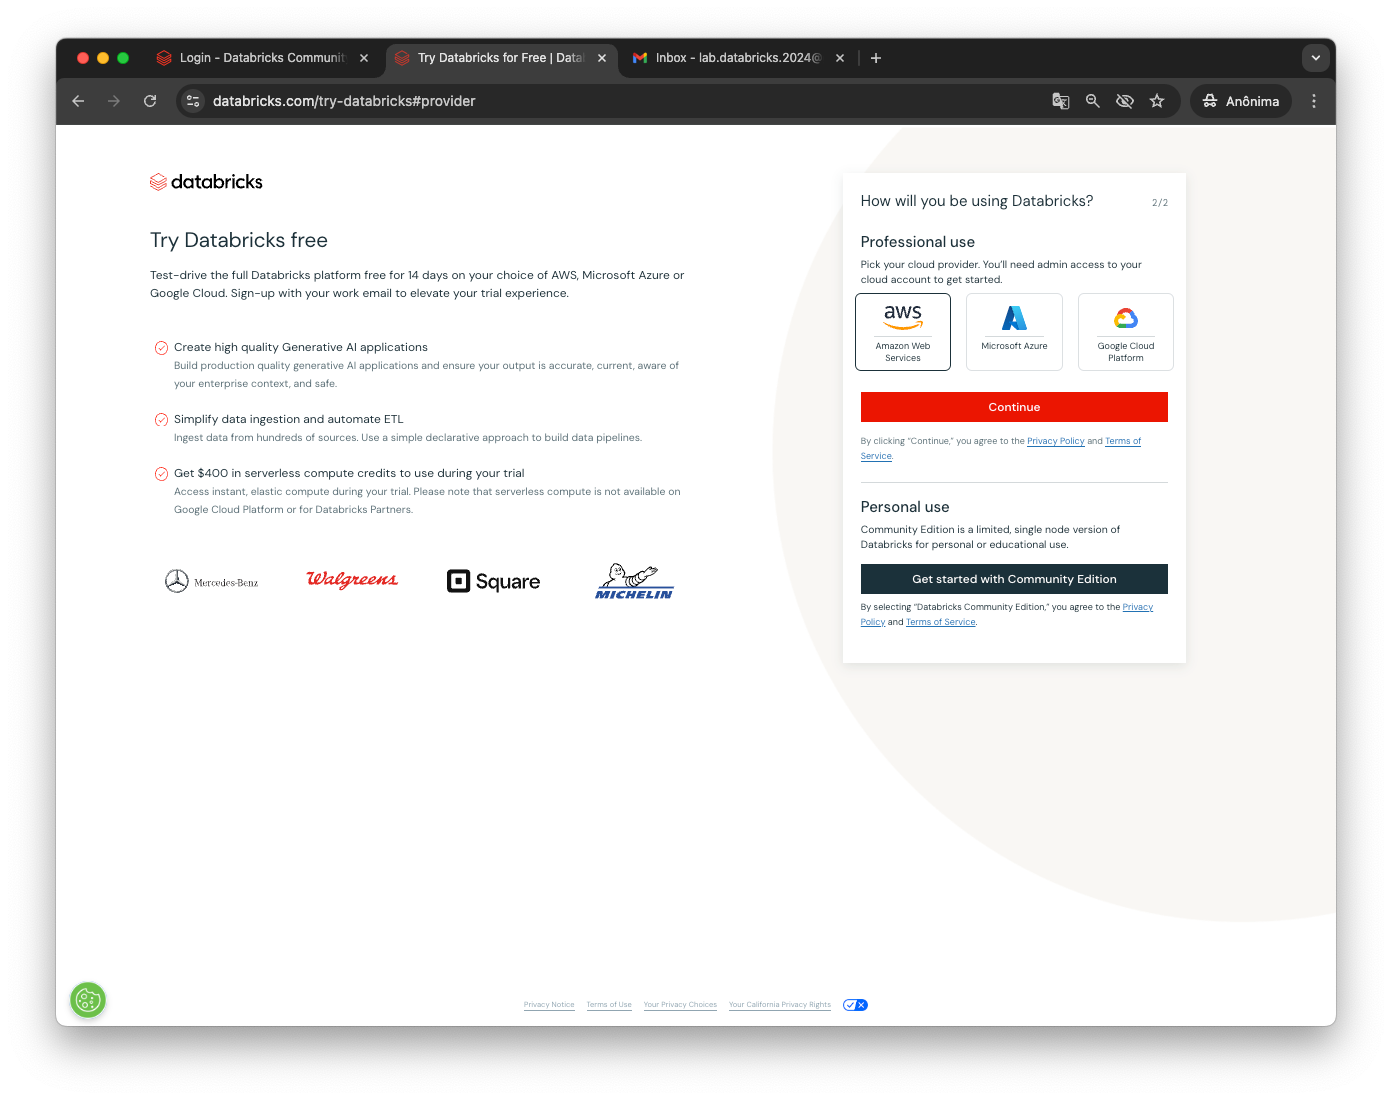 Login - Databricks Communit
Try Databricks for Free | Data
Inbox - lab.databricks.2024@
databricks.com/try-databricks#provider
Anônima
databricks
Try Databricks free
Test-drive the full Databricks platform free for 14 days on your choice of AWS, Microsoft Azure or
Google Cloud. Sign-up with your work email to elevate your trial experience.
Create high quality Generative AI applications
Build production quality generative AI applications and ensure your output is accurate, current, aware of
your enterprise context, and safe.
Simplify data ingestion and automate ETL
Ingest data from hundreds of sources. Use a simple declarative approach to build data pipelines.
Get $400 in serverless compute credits to use during your trial
Access instant, elastic compute during your trial. Please note that serverless compute is not available on
Google Cloud Platform or for Databricks Partners.
Mercedes-Benz
Walgreens
Square
MICHELIN
How will you be using Databricks?
2/2
Professional use
Pick your cloud provider. You'll need admin access to your
cloud account to get started.
aws
Amazon Web
Services
Microsoft Azure
Google Cloud
Platform
Continue
By clicking "Continue," you agree to the Privacy Policy and Terms of
Service.
Personal use
Community Edition is a limited, single node version of
Databricks for personal or educational use.
Get started with Community Edition
By selecting "Databricks Community Edition," you agree to the Privacy
Policy and Terms of Service.
Privacy Notice
Terms of Use
Your Privacy Choices
Your California Privacy Rights